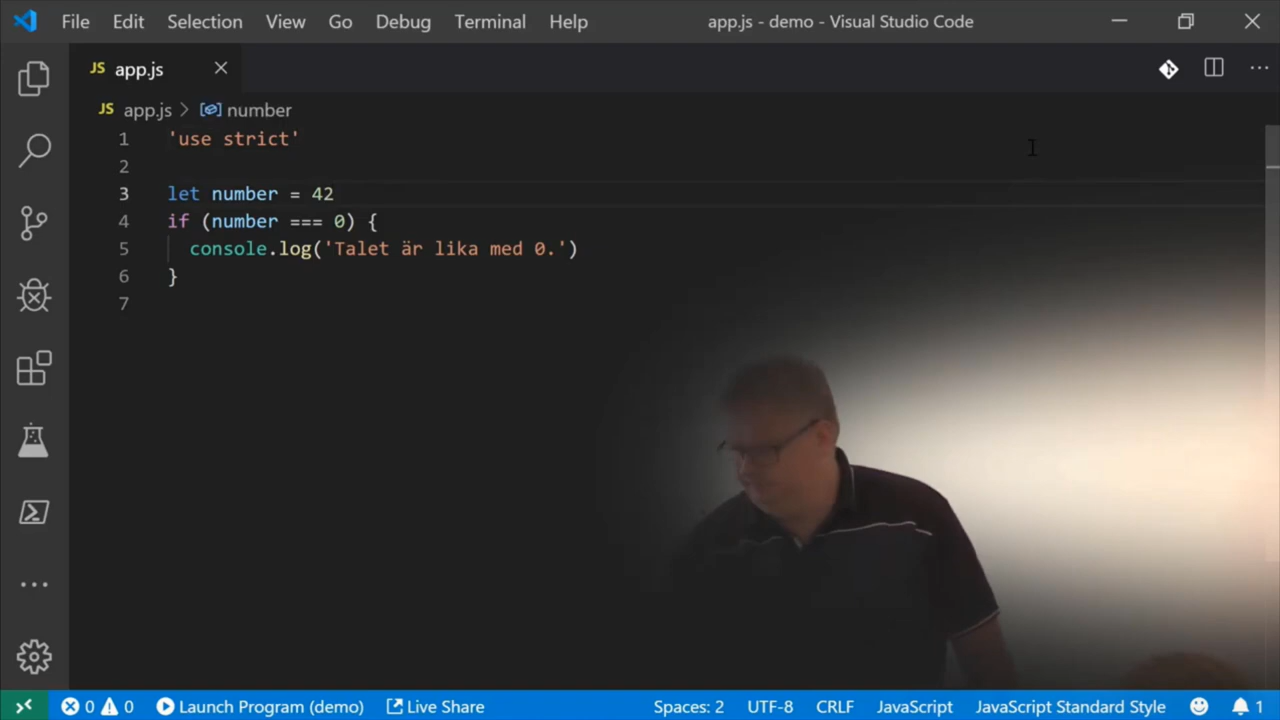 File Edit Selection View Go Debug Terminal Help app.js - demo - Visual Studio Code
JS app.js
JS app.js > number
1 'use strict'
2
3 let number = 42
4 if (number === 0) {
5 console.log('Talet är lika med 0.')
6 }
7
0 0 Launch Program (demo) Live Share Spaces: 2 UTF-8 CRLF JavaScript JavaScript Standard Style 1